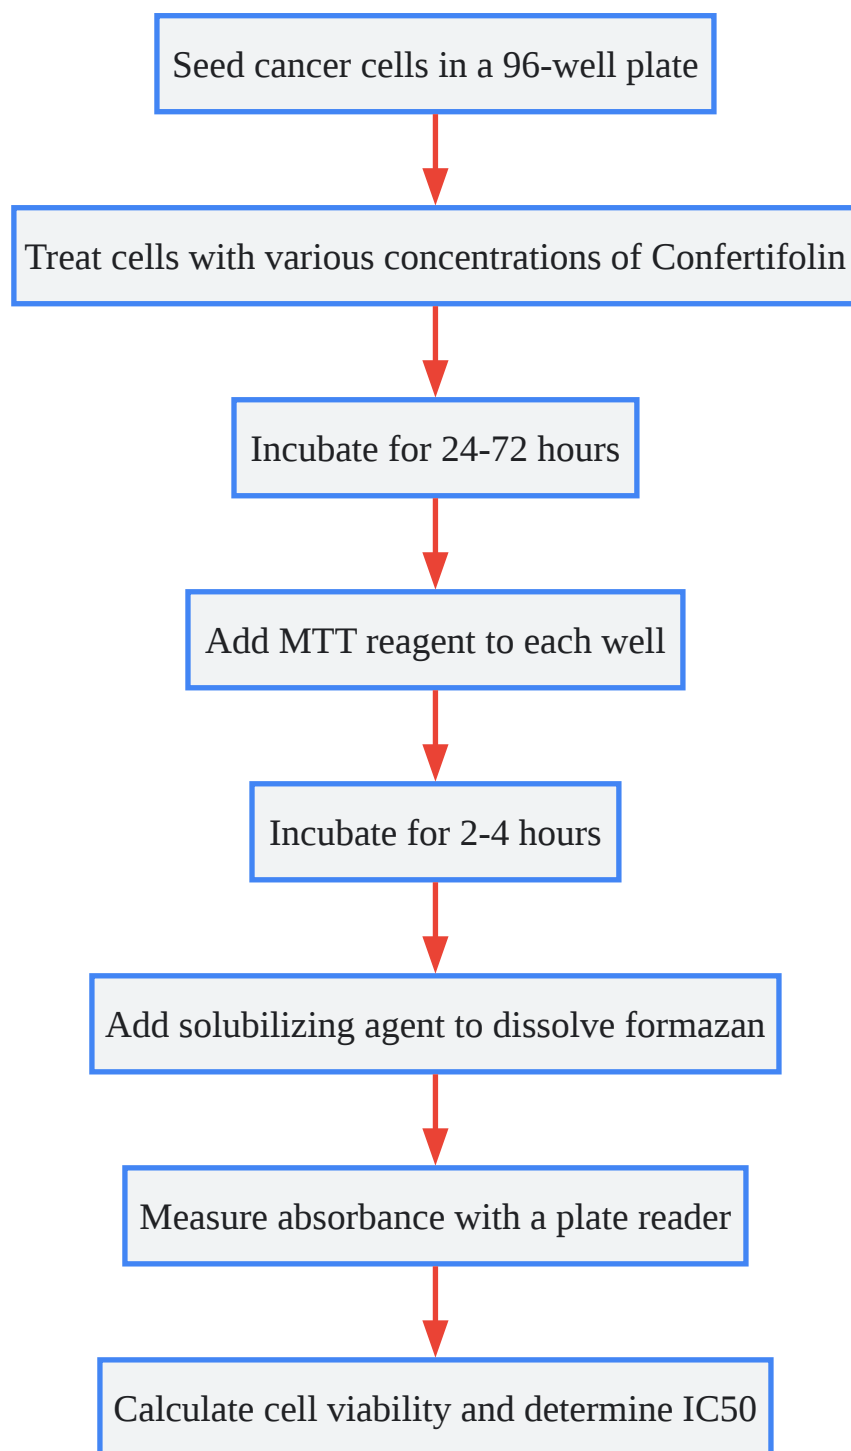 Seed cancer cells in a 96-well plate
Treat cells with various concentrations of Confertifolin
Incubate for 24-72 hours
Add MTT reagent to each well
Incubate for 2-4 hours
Add solubilizing agent to dissolve formazan
Measure absorbance with a plate reader
Calculate cell viability and determine IC50